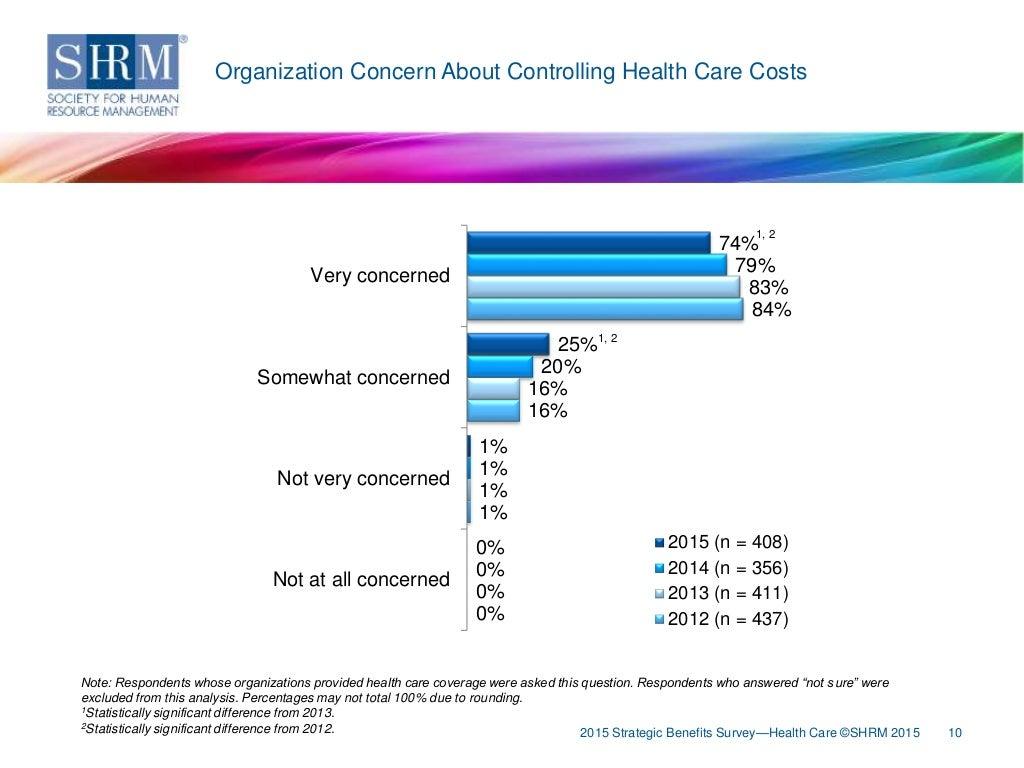 SHRM®
SOCIETY FOR HUMAN
RESOURCE MANAGEMENT
Organization Concern About Controlling Health Care Costs
Very concerned
74%1, 2
79%
83%
84%
Somewhat concerned
25%1, 2
20%
16%
16%
Not very concerned
1%
1%
1%
1%
Not at all concerned
0%
0%
0%
0%
2015 (n = 408)
2014 (n = 356)
2013 (n = 411)
2012 (n = 437)
Note: Respondents whose organizations provided health care coverage were asked this question. Respondents who answered “not sure” were
excluded from this analysis. Percentages may not total 100% due to rounding.
1Statistically significant difference from 2013.
2Statistically significant difference from 2012.
2015 Strategic Benefits Survey—Health Care ©SHRM 2015 10